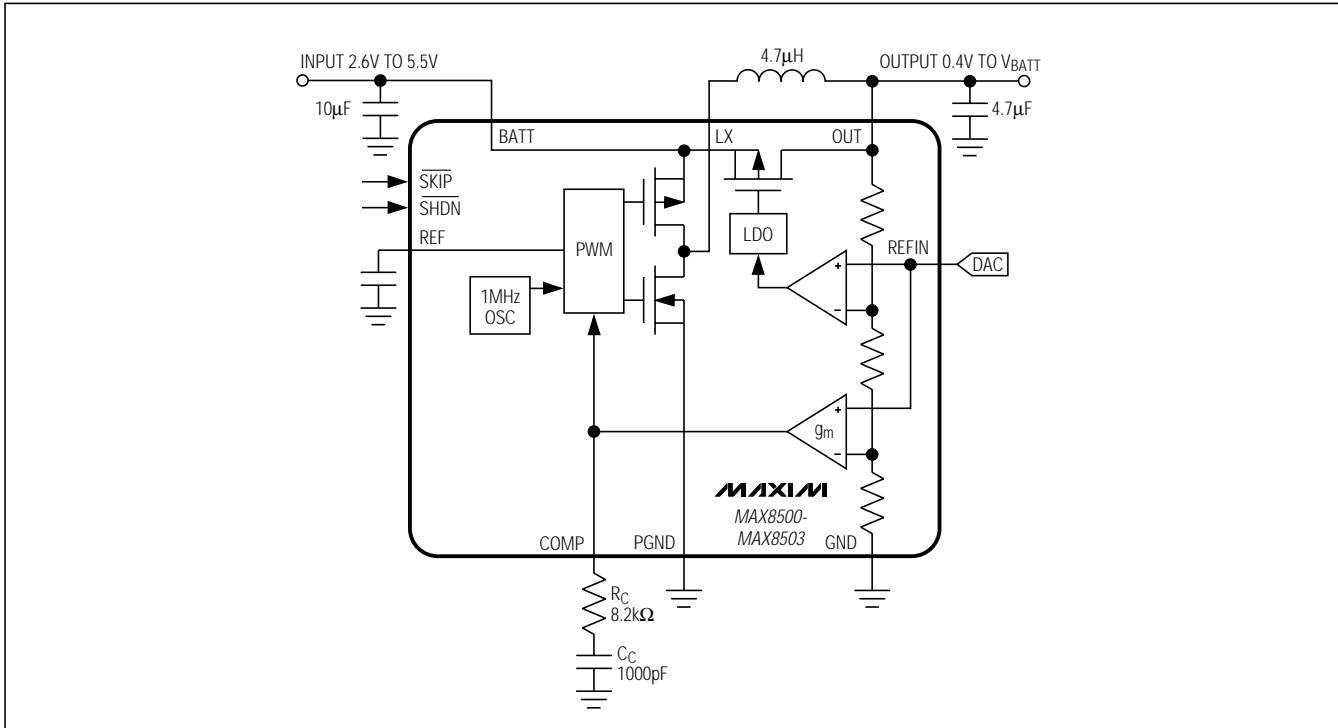 INPUT 2.6V TO 5.5V
4.7µH
OUTPUT 0.4V TO VBATT
10µF
4.7µF
BATT
LX
OUT
SKIP
SHDN
REF
PWM
LDO
REFIN
DAC
+
−
1MHz
OSC
+
gm
−
MAXIM
MAX8500-
MAX8503
COMP
PGND
GND
RC
8.2kΩ
CC
1000pF